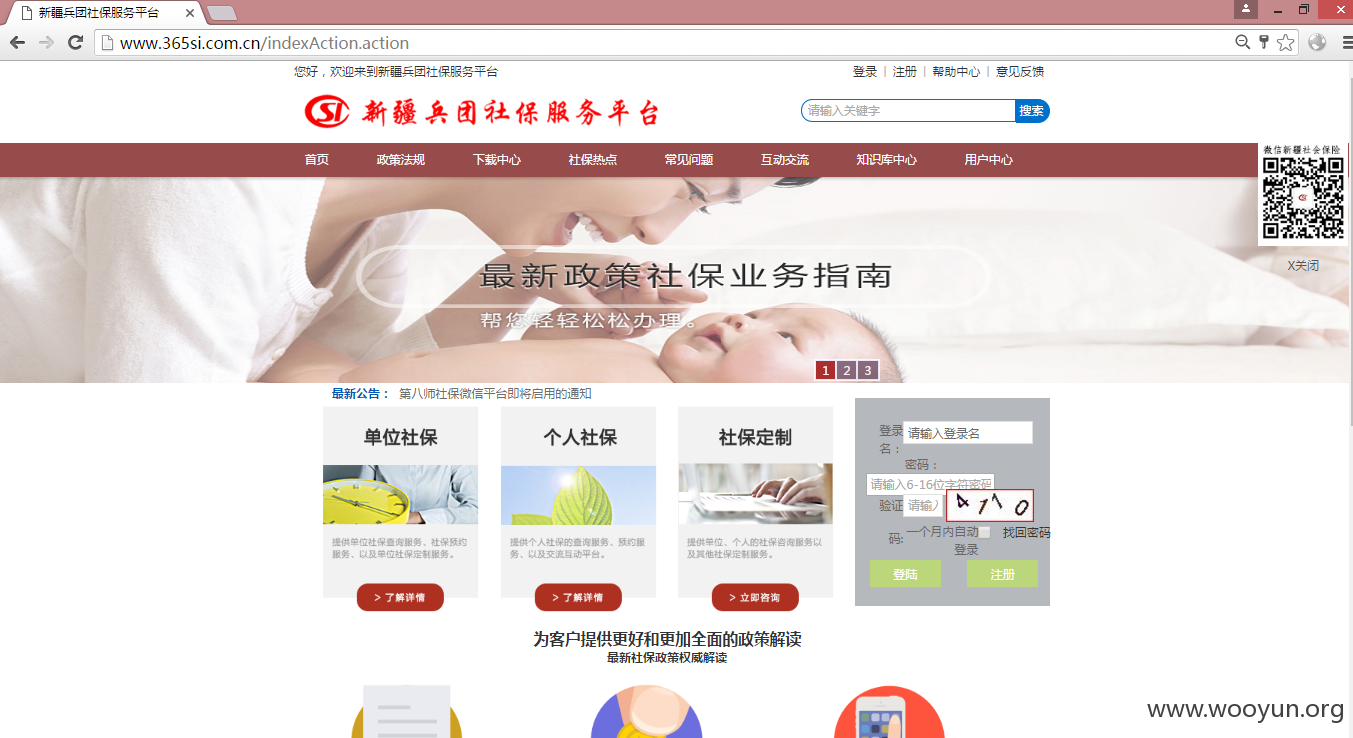 新疆兵团社保服务平台
www.365si.com.cn/indexAction.action
您好，欢迎来到新疆兵团社保服务平台
登录 | 注册 | 帮助中心 | 意见反馈
新疆兵团社保服务平台
请输入关键字 搜索
首页 政策法规 下载中心 社保热点 常见问题 互动交流 知识库中心 用户中心
微信新疆社会保险
X关闭
最新政策社保业务指南
帮您轻轻松松办理。
1 2 3
最新公告： 第八师社保微信平台即将启用的通知
单位社保
提供单位社保查询服务、社保预约
服务、以及单位社保定制服务。
> 了解详情
个人社保
提供个人社保的查询服务、预约服
务、以及交流互动平台。
> 了解详情
社保定制
提供单位、个人的社保咨询服务以
及其他社保定制服务。
> 立即咨询
登录 请输入登录名
名：
密码：
请输入6-16位字符密码
验证 请输入 4170
码: 一个月内自动 找回密码
登录
登陆 注册
为客户提供更好和更加全面的政策解读
最新社保政策权威解读
www.wooyun.org